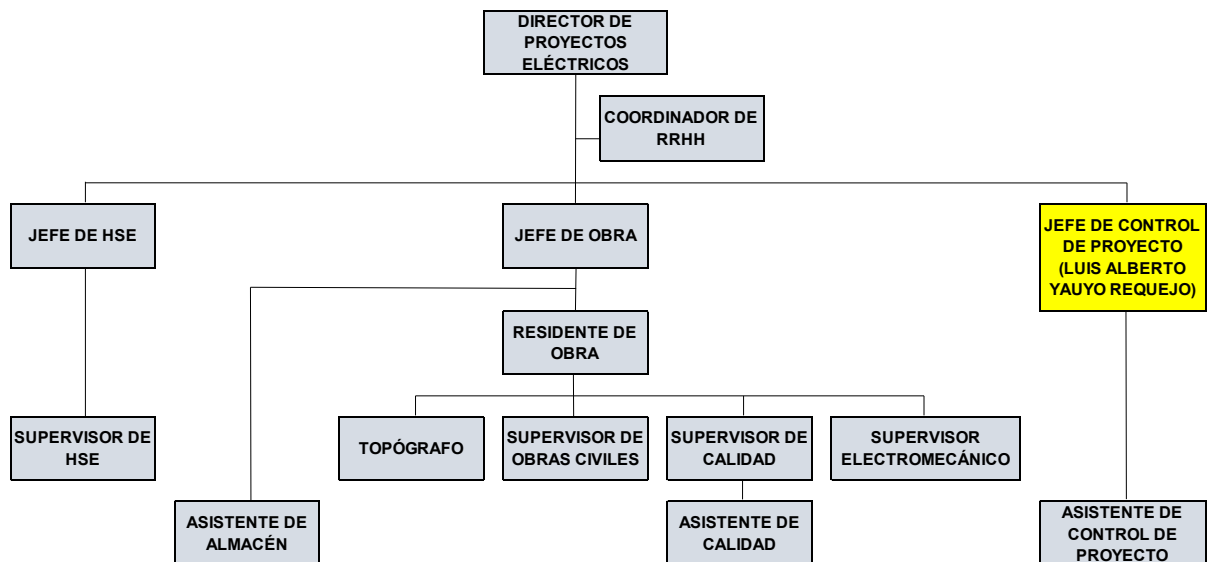 DIRECTOR DE
PROYECTOS
ELÉCTRICOS
COORDINADOR DE
RRHH
JEFE DE HSE
JEFE DE OBRA
JEFE DE CONTROL
DE PROYECTO
(LUIS ALBERTO
YAUYO REQUEJO)
RESIDENTE DE
OBRA
SUPERVISOR DE
HSE
TOPÓGRAFO
SUPERVISOR DE
OBRAS CIVILES
SUPERVISOR DE
CALIDAD
SUPERVISOR
ELECTROMECÁNICO
ASISTENTE DE
ALMACÉN
ASISTENTE DE
CALIDAD
ASISTENTE DE
CONTROL DE
PROYECTO